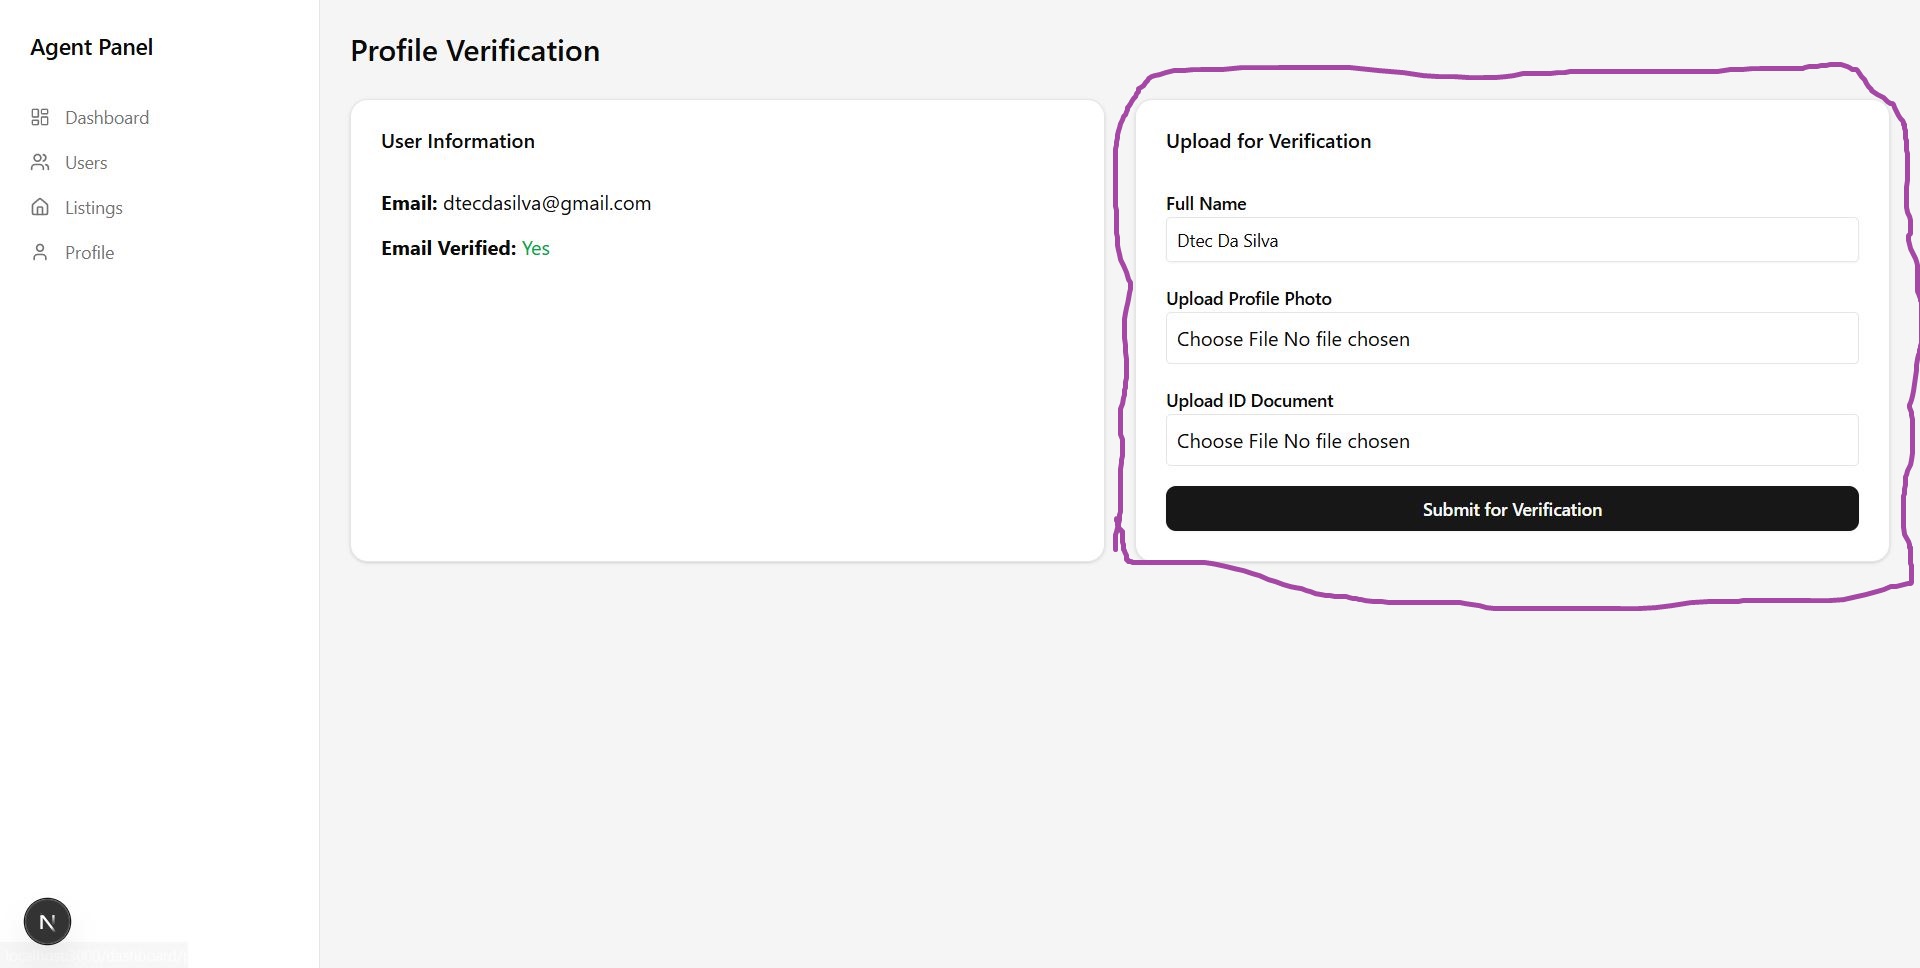 Agent Panel
Dashboard
Users
Listings
Profile
Profile Verification
User Information
Email: dtecdasilva@gmail.com
Email Verified: Yes
Upload for Verification
Full Name
Dtec Da Silva
Upload Profile Photo
Choose File No file chosen
Upload ID Document
Choose File No file chosen
Submit for Verification
N